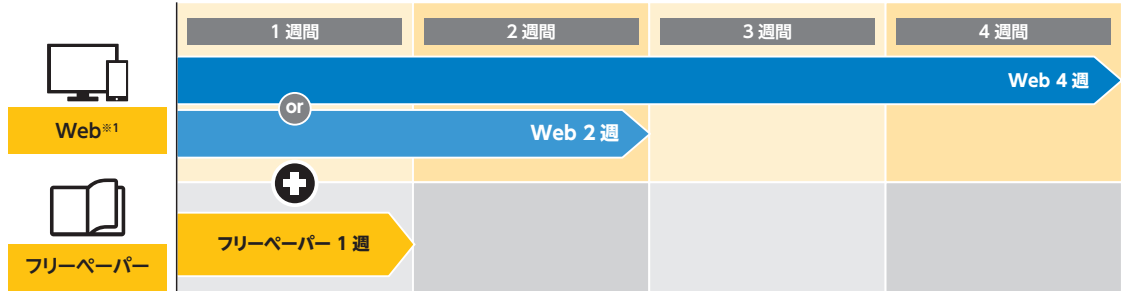 1 週間
2 週間
3 週間
4 週間
Web 4 週
or
Web※1
Web 2 週
フリーペーパー 1 週
フリーペーパー